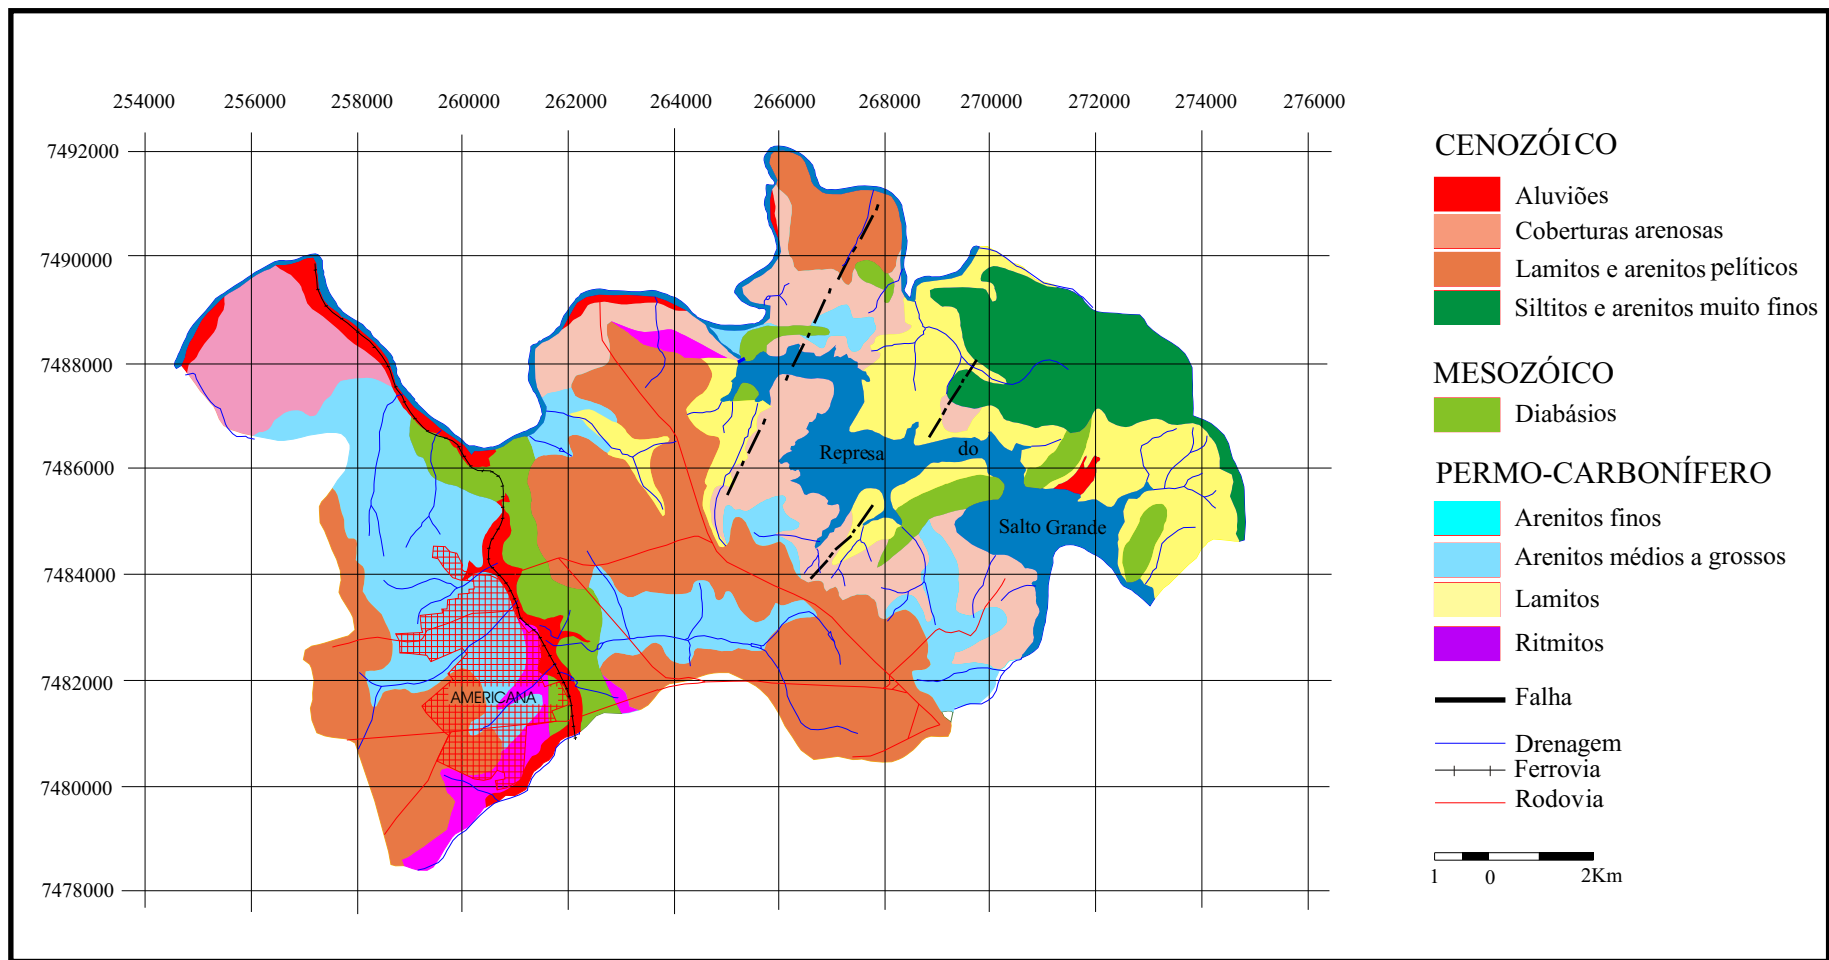 254000 256000 258000 260000 262000 264000 266000 268000 270000 272000 274000 276000
7492000
7490000
7488000
7486000
7484000
7482000
7480000
7478000
Represa do
Salto Grande
AMERICANA
CENOZÓICO
Aluviões
Coberturas arenosas
Lamitos e arenitos pelíticos
Siltitos e arenitos muito finos
MESOZÓICO
Diabásios
PERMO-CARBONÍFERO
Arenitos finos
Arenitos médios a grossos
Lamitos
Ritmitos
Falha
Drenagem
Ferrovia
Rodovia
1 0 2Km